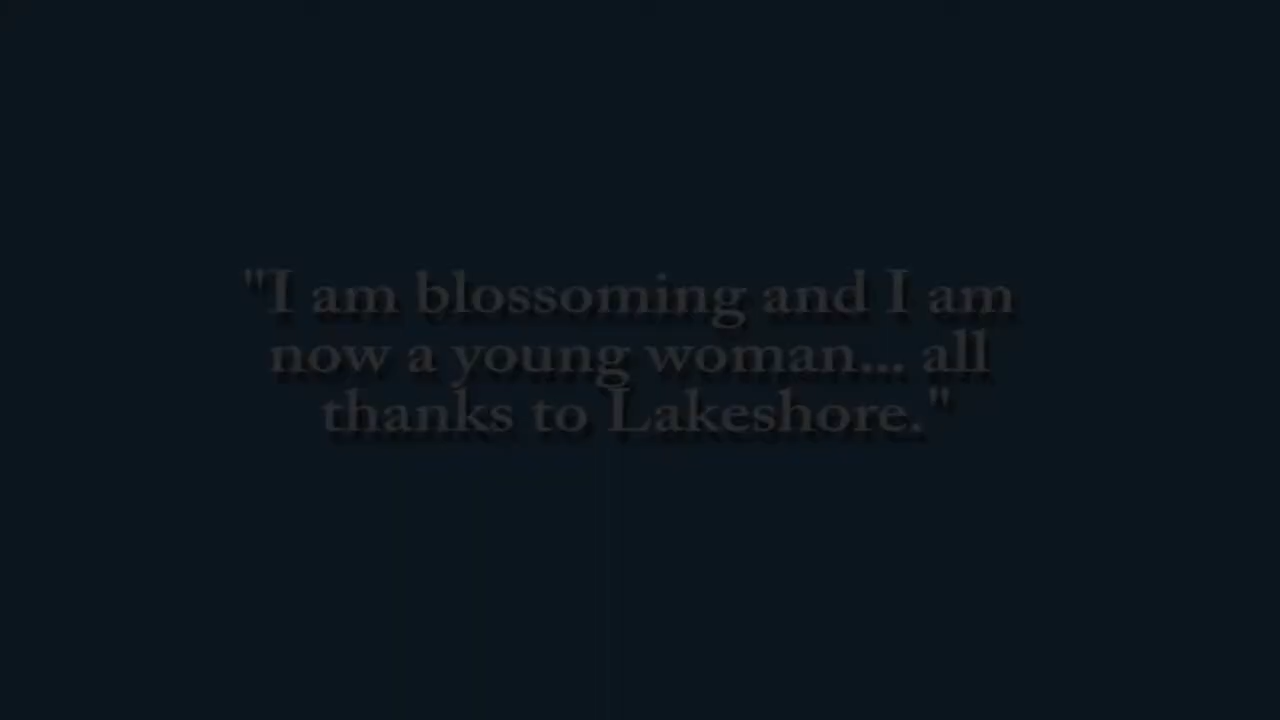 "I am blossoming and I am
now a young woman... all
thanks to Lakeshore."